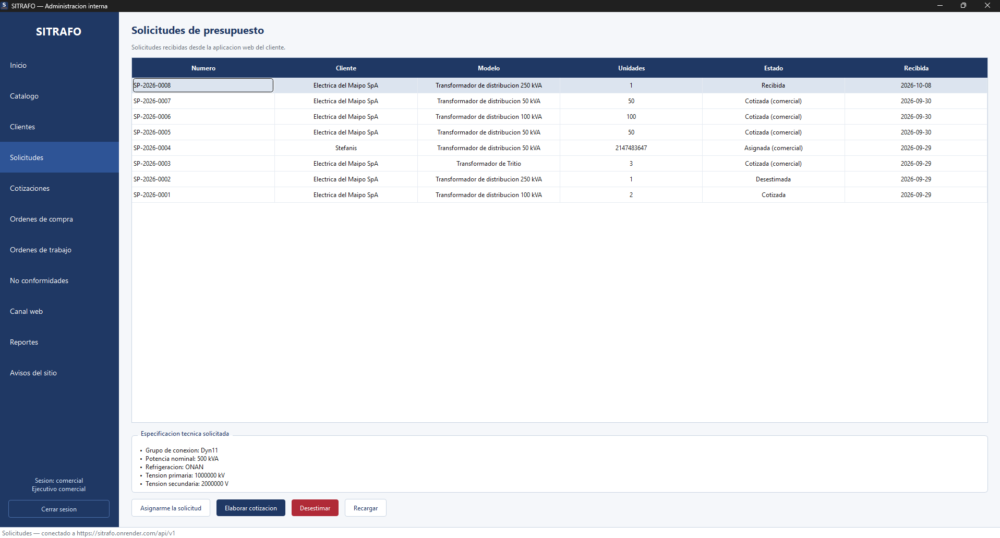 SITRAFO — Administracion interna
SITRAFO
Inicio
Catalogo
Clientes
Solicitudes
Cotizaciones
Ordenes de compra
Ordenes de trabajo
No conformidades
Canal web
Reportes
Avisos del sitio
Sesion: comercial
Ejecutivo comercial
Cerrar sesion
Solicitudes de presupuesto
Solicitudes recibidas desde la aplicacion web del cliente.
Numero Cliente Modelo Unidades Estado Recibida
SP-2026-0008 Electrica del Maipo SpA Transformador de distribucion 250 kVA 1 Recibida 2026-10-08
SP-2026-0007 Electrica del Maipo SpA Transformador de distribucion 50 kVA 50 Cotizada (comercial) 2026-09-30
SP-2026-0006 Electrica del Maipo SpA Transformador de distribucion 100 kVA 100 Cotizada (comercial) 2026-09-30
SP-2026-0005 Electrica del Maipo SpA Transformador de distribucion 50 kVA 50 Cotizada (comercial) 2026-09-30
SP-2026-0004 Stefanis Transformador de distribucion 50 kVA 2147483647 Asignada (comercial) 2026-09-29
SP-2026-0003 Electrica del Maipo SpA Transformador de Tritio 3 Cotizada (comercial) 2026-09-29
SP-2026-0002 Electrica del Maipo SpA Transformador de distribucion 250 kVA 1 Desestimada 2026-09-29
SP-2026-0001 Electrica del Maipo SpA Transformador de distribucion 100 kVA 2 Cotizada 2026-09-29
Especificacion tecnica solicitada
• Grupo de conexion: Dyn11
• Potencia nominal: 500 kVA
• Refrigeracion: ONAN
• Tension primaria: 1000000 kV
• Tension secundaria: 2000000 V
Asignarme la solicitud Elaborar cotizacion Desestimar Recargar
Solicitudes — conectado a https://sitrafo.onrender.com/api/v1